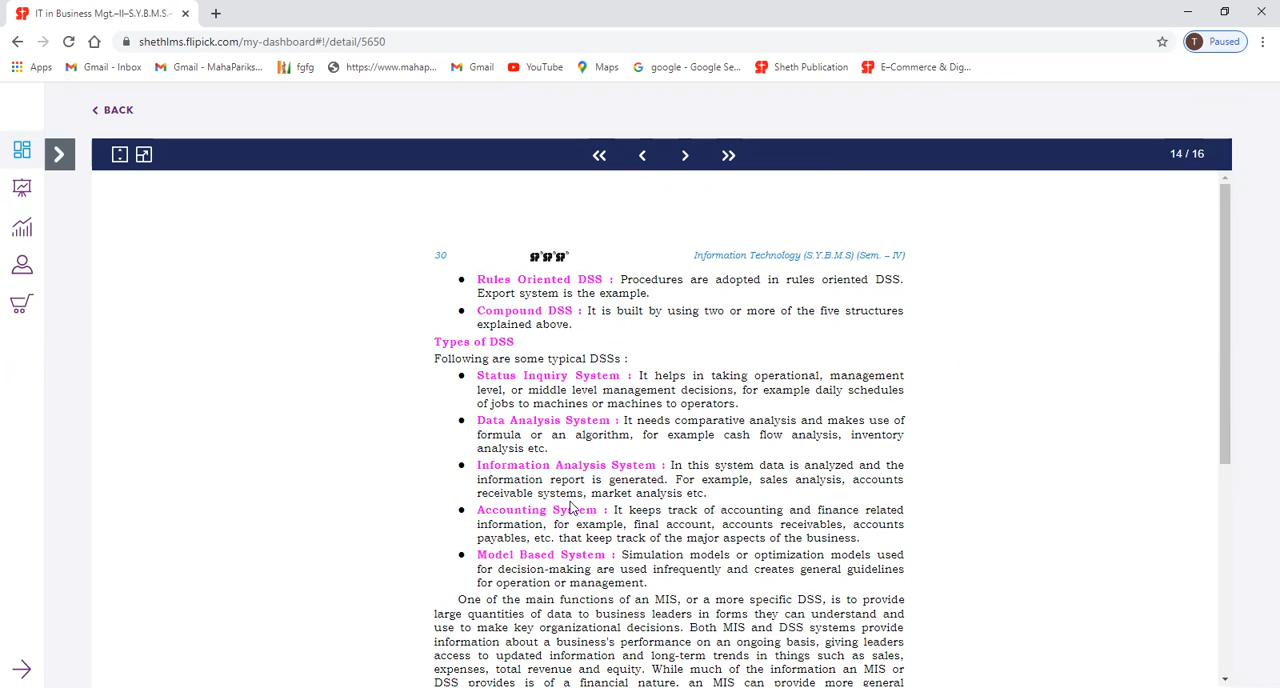 IT in Business Mgt.–II–S.Y.B.M.S.-
shethlms.flipick.com/my-dashboard#!/detail/5650
T Paused
Apps Gmail - Inbox Gmail - MahaPariks... fgfg https://www.mahap... Gmail YouTube Maps google - Google Se... Sheth Publication E–Commerce & Dig...
BACK
14 / 16
30 Information Technology (S.Y.B.M.S) (Sem. – IV)
• Rules Oriented DSS : Procedures are adopted in rules oriented DSS.
Export system is the example.
• Compound DSS : It is built by using two or more of the five structures
explained above.
Types of DSS
Following are some typical DSSs :
• Status Inquiry System : It helps in taking operational, management
level, or middle level management decisions, for example daily schedules
of jobs to machines or machines to operators.
• Data Analysis System : It needs comparative analysis and makes use of
formula or an algorithm, for example cash flow analysis, inventory
analysis etc.
• Information Analysis System : In this system data is analyzed and the
information report is generated. For example, sales analysis, accounts
receivable systems, market analysis etc.
• Accounting System : It keeps track of accounting and finance related
information, for example, final account, accounts receivables, accounts
payables, etc. that keep track of the major aspects of the business.
• Model Based System : Simulation models or optimization models used
for decision-making are used infrequently and creates general guidelines
for operation or management.
One of the main functions of an MIS, or a more specific DSS, is to provide
large quantities of data to business leaders in forms they can understand and
use to make key organizational decisions. Both MIS and DSS systems provide
information about a business's performance on an ongoing basis, giving leaders
access to updated information and long-term trends in things such as sales,
expenses, total revenue and equity. While much of the information an MIS or
DSS provides is of a financial nature, an MIS can provide more general